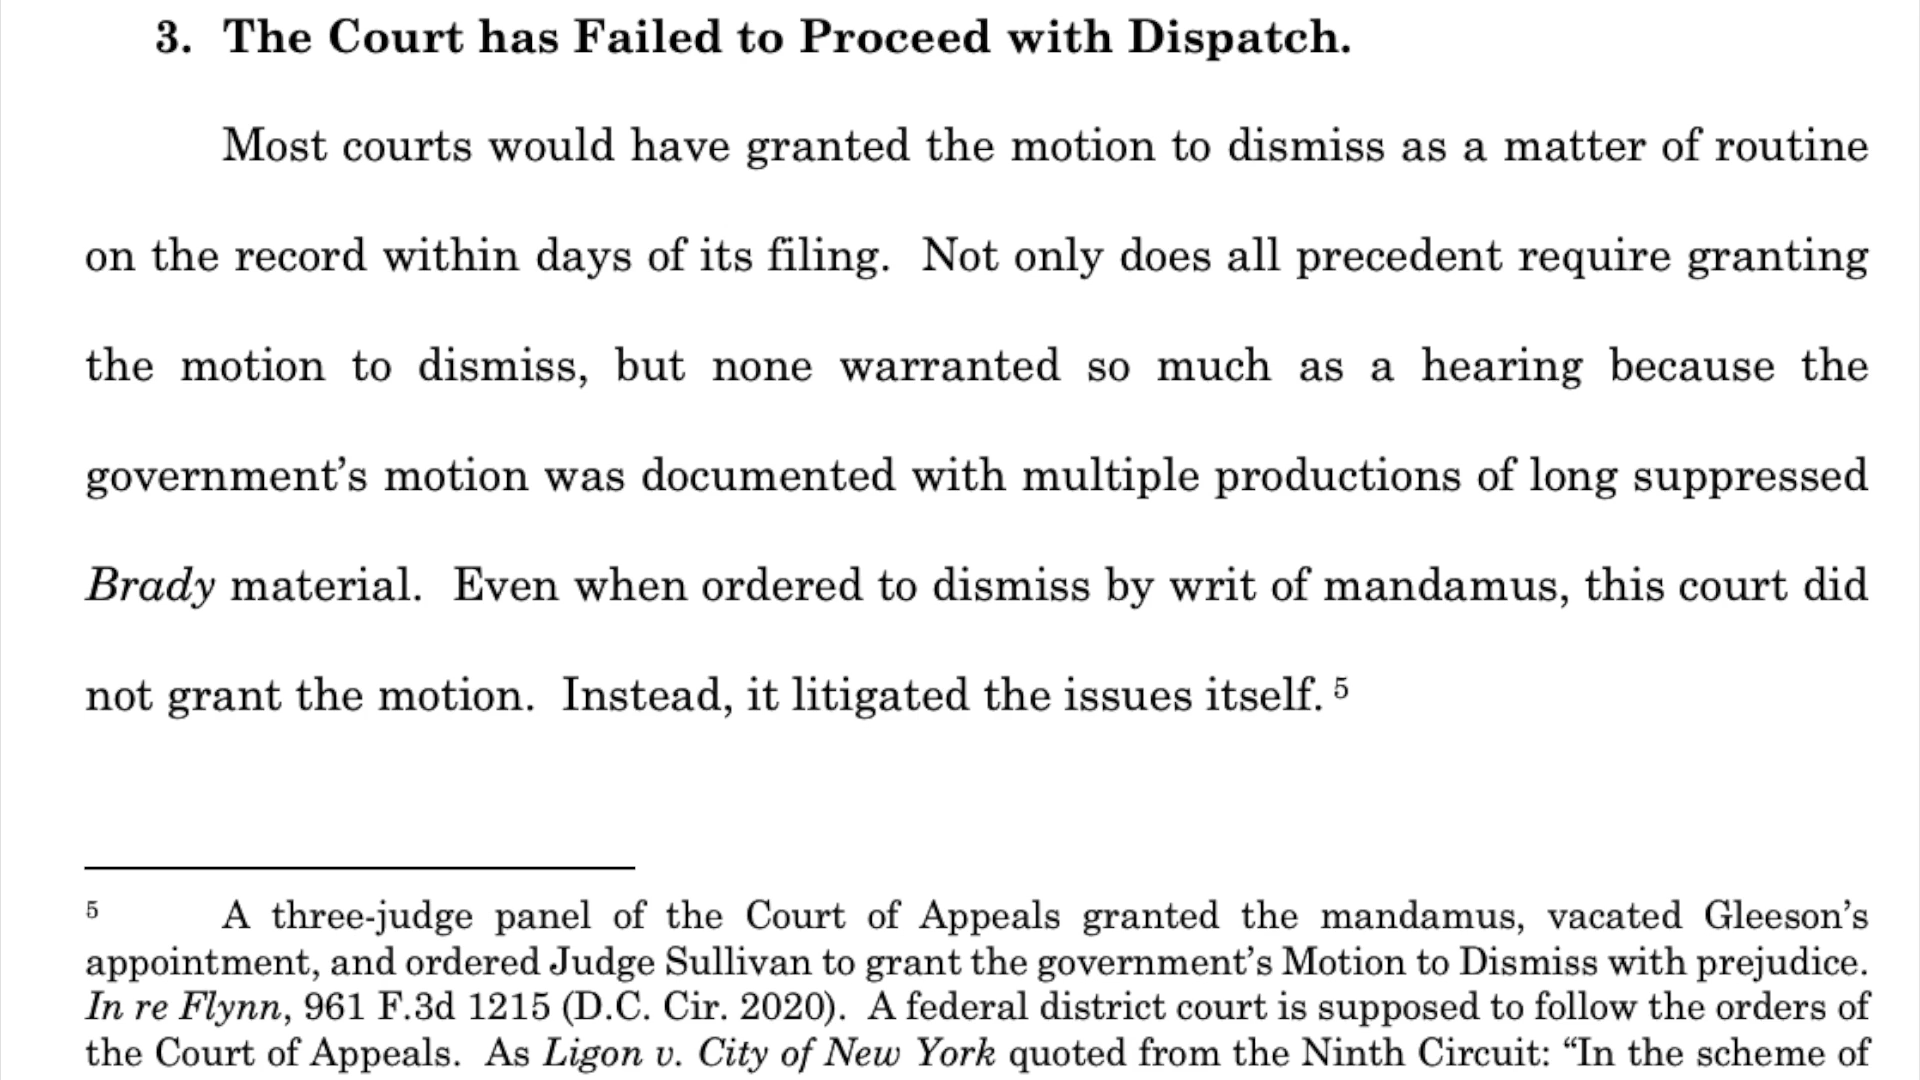 3. The Court has Failed to Proceed with Dispatch.
Most courts would have granted the motion to dismiss as a matter of routine
on the record within days of its filing. Not only does all precedent require granting
the motion to dismiss, but none warranted so much as a hearing because the
government’s motion was documented with multiple productions of long suppressed
Brady material. Even when ordered to dismiss by writ of mandamus, this court did
not grant the motion. Instead, it litigated the issues itself. 5
5 A three-judge panel of the Court of Appeals granted the mandamus, vacated Gleeson’s
appointment, and ordered Judge Sullivan to grant the government’s Motion to Dismiss with prejudice.
In re Flynn, 961 F.3d 1215 (D.C. Cir. 2020). A federal district court is supposed to follow the orders of
the Court of Appeals. As Ligon v. City of New York quoted from the Ninth Circuit: “In the scheme of